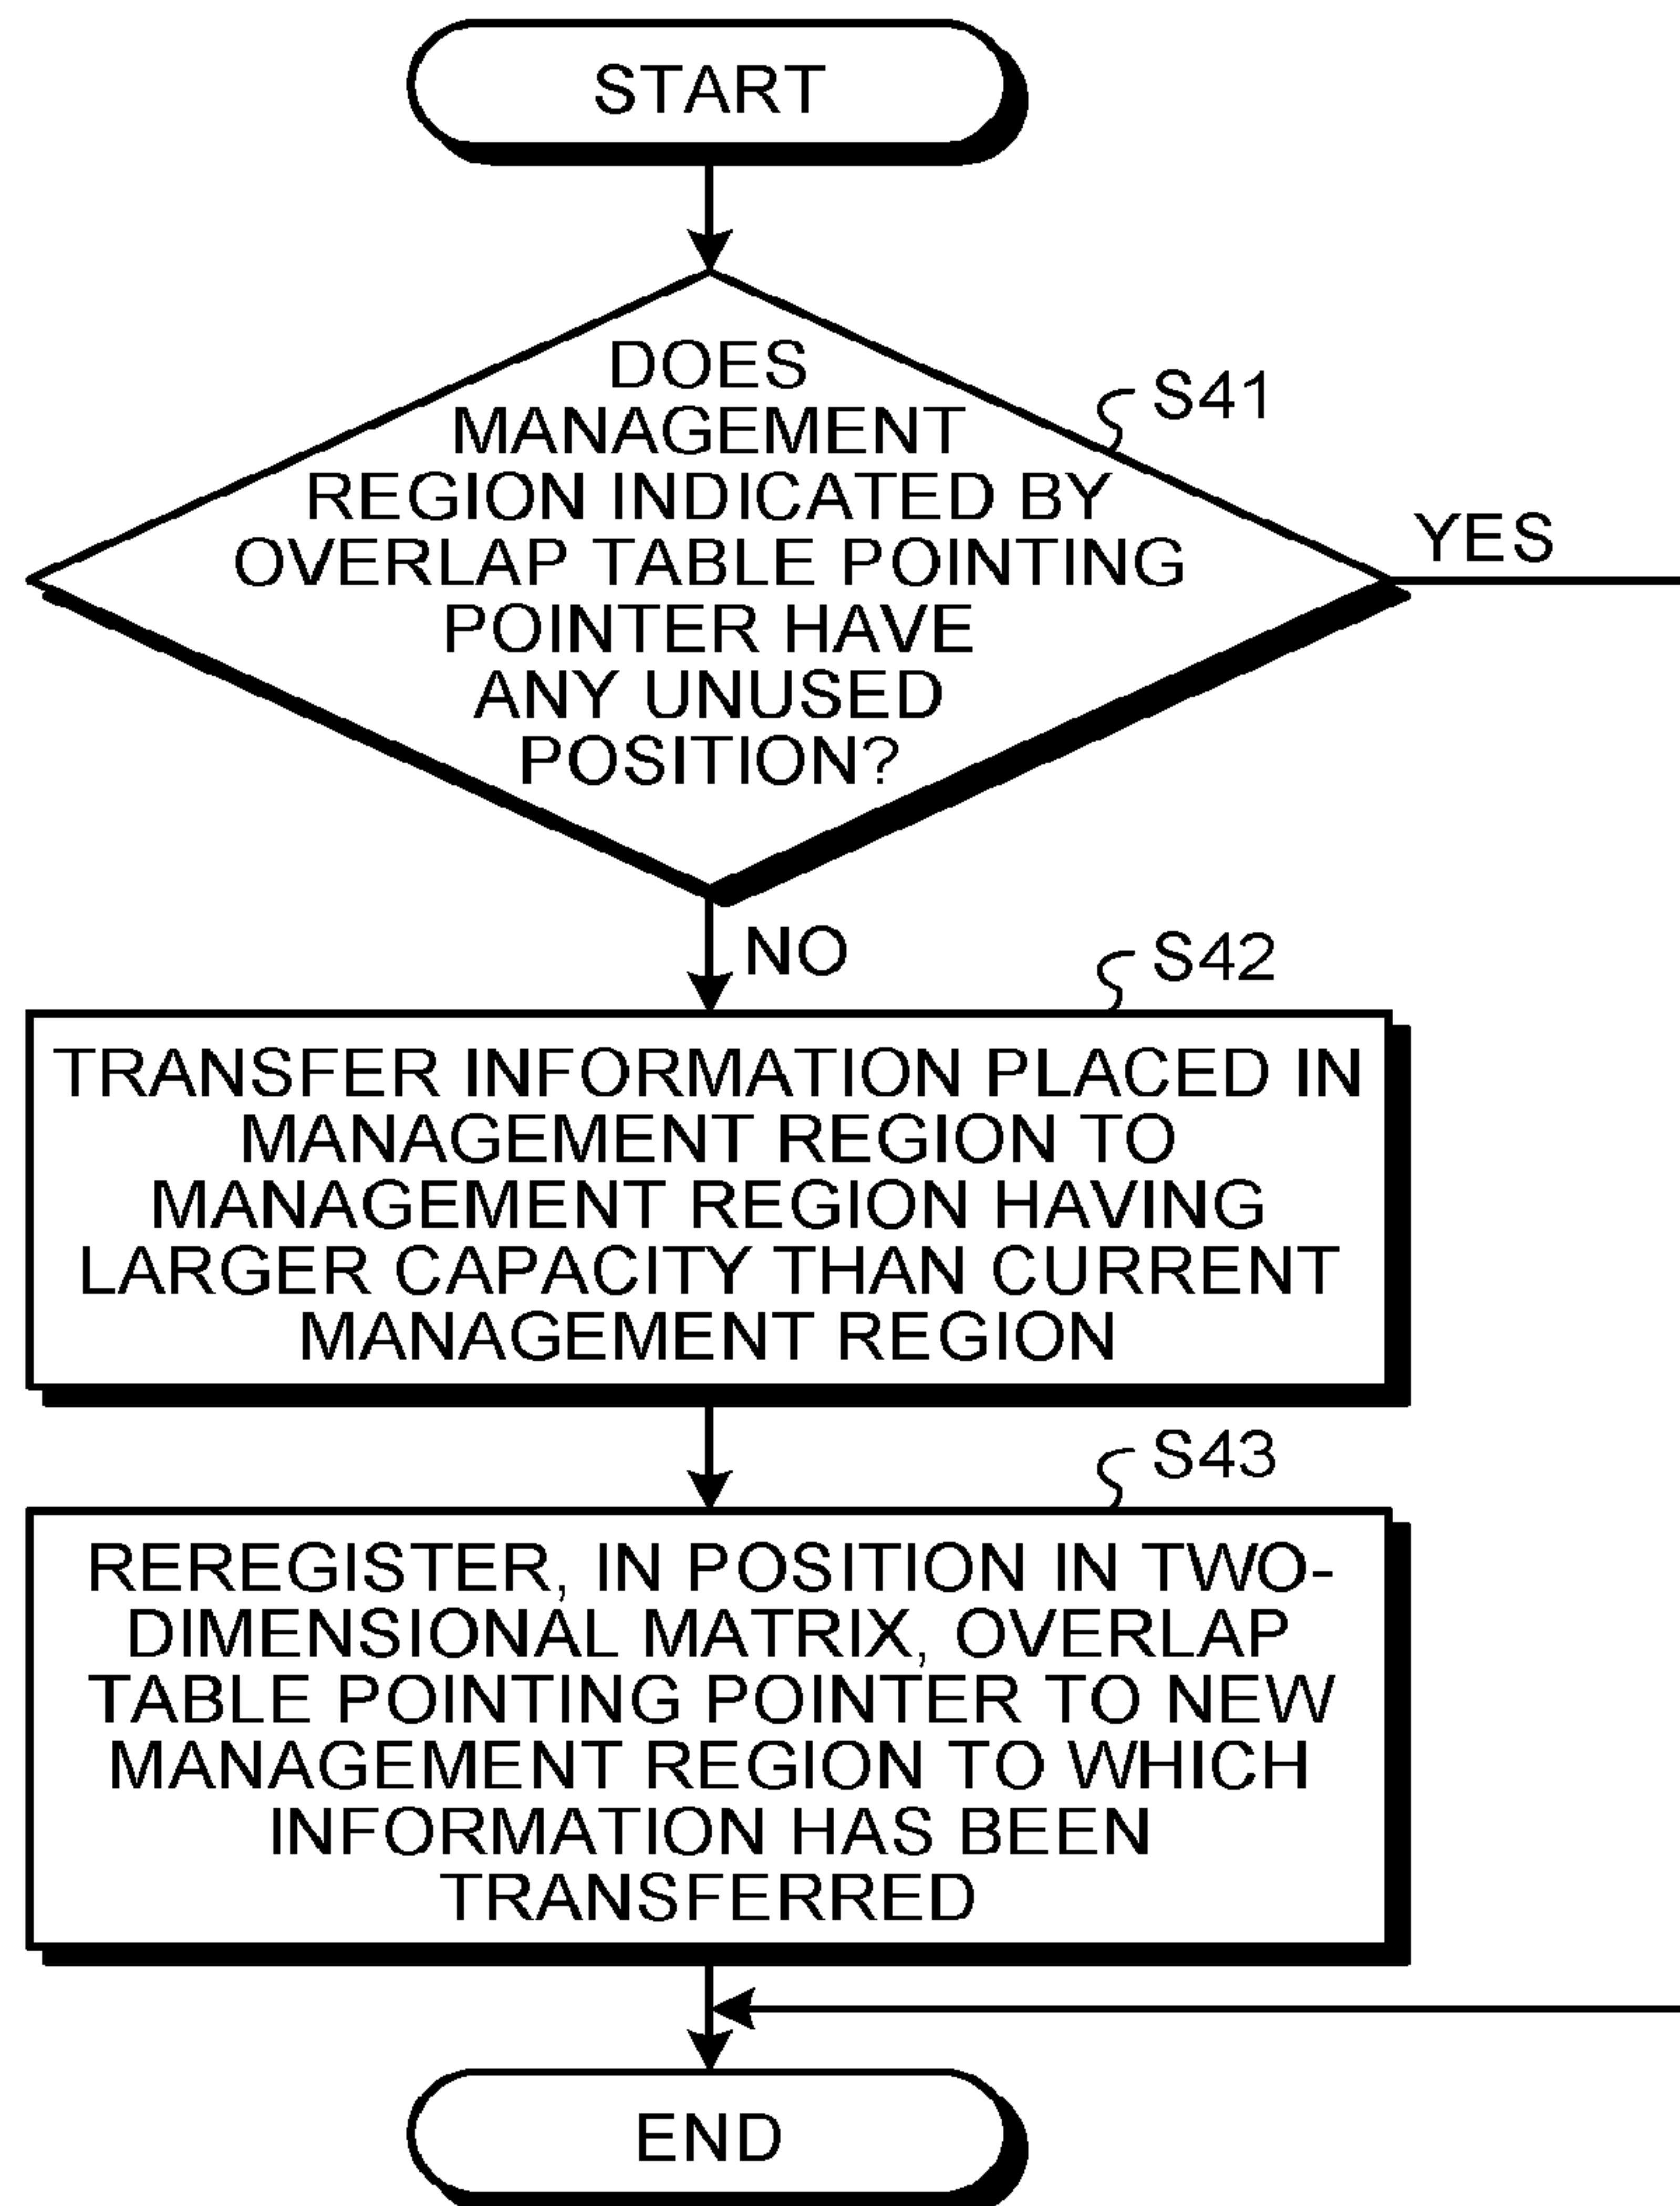 START
DOES
MANAGEMENT
REGION INDICATED BY
OVERLAP TABLE POINTING
POINTER HAVE
ANY UNUSED
POSITION?
S41
YES
NO
S42
TRANSFER INFORMATION PLACED IN
MANAGEMENT REGION TO
MANAGEMENT REGION HAVING
LARGER CAPACITY THAN CURRENT
MANAGEMENT REGION
S43
REREGISTER, IN POSITION IN TWO-
DIMENSIONAL MATRIX, OVERLAP
TABLE POINTING POINTER TO NEW
MANAGEMENT REGION TO WHICH
INFORMATION HAS BEEN
TRANSFERRED
END